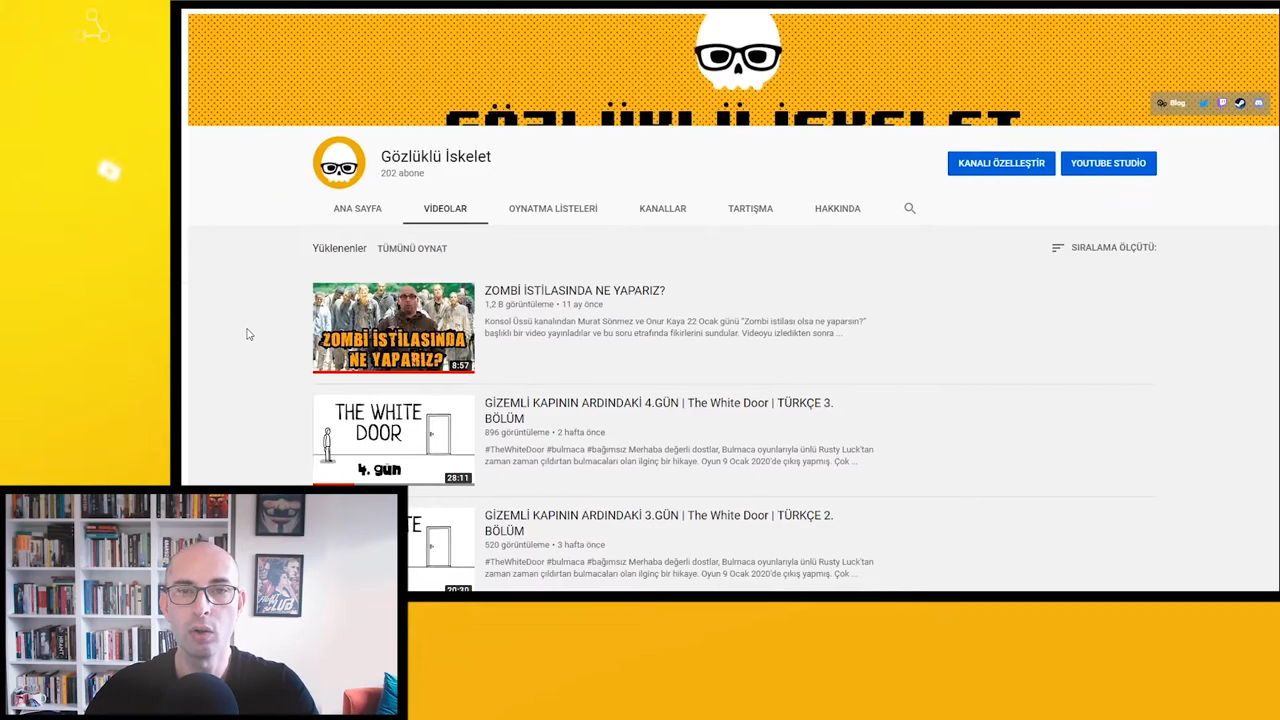 GÖZLÜKLÜ İSKELET
Blog
Gözlüklü İskelet
202 abone
KANALI ÖZELLEŞTİR
YOUTUBE STUDIO
ANA SAYFA
VİDEOLAR
OYNATMA LİSTELERİ
KANALLAR
TARTIŞMA
HAKKINDA
Yüklenenler
TÜMÜNÜ OYNAT
SIRALAMA ÖLÇÜTÜ:
ZOMBİ İSTİLASINDA
NE YAPARIZ?
8:57
ZOMBİ İSTİLASINDA NE YAPARIZ?
1,2 B görüntüleme • 11 ay önce
Konsol Üssü kanalından Murat Sönmez ve Onur Kaya 22 Ocak günü "Zombi istilası olsa ne yaparsın?"
başlıklı bir video yayınladılar ve bu soru etrafında fikirlerini sundular. Videoyu izledikten sonra ...
THE WHITE
DOOR
4. gün
28:11
GİZEMLİ KAPININ ARDINDAKİ 4.GÜN | The White Door | TÜRKÇE 3.
BÖLÜM
896 görüntüleme • 2 hafta önce
#TheWhiteDoor #bulmaca #bağımsız Merhaba değerli dostlar, Bulmaca oyunlarıyla ünlü Rusty Luck'tan
zaman zaman çıldırtan bulmacaları olan ilginç bir hikaye. Oyun 9 Ocak 2020'de çıkış yapmış. Çok ...
TE
20:30
GİZEMLİ KAPININ ARDINDAKİ 3.GÜN | The White Door | TÜRKÇE 2.
BÖLÜM
520 görüntüleme • 3 hafta önce
#TheWhiteDoor #bulmaca #bağımsız Merhaba değerli dostlar, Bulmaca oyunlarıyla ünlü Rusty Luck'tan
zaman zaman çıldırtan bulmacaları olan ilginç bir hikaye. Oyun 9 Ocak 2020'de çıkış yapmış. Çok ...